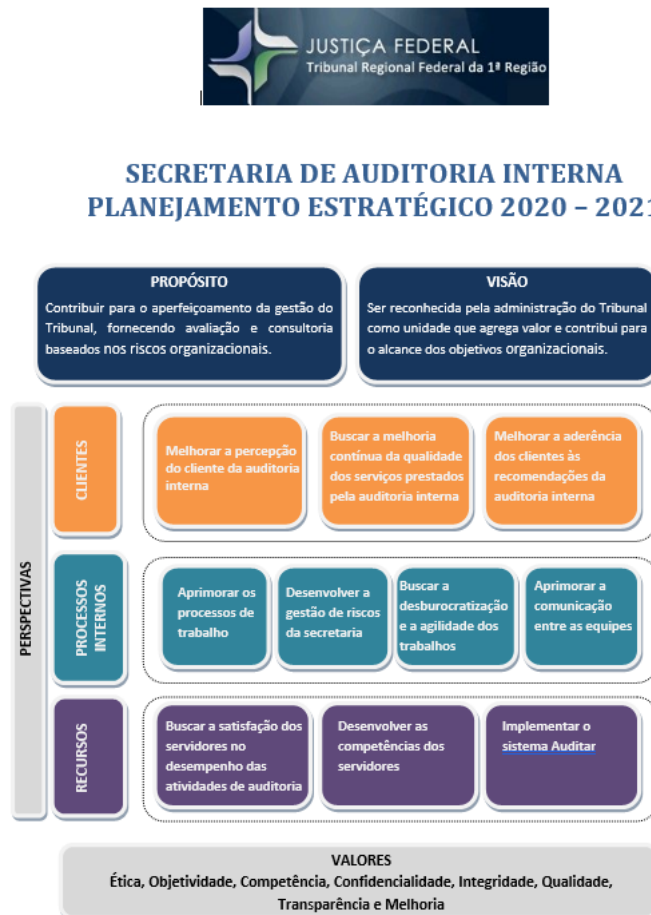 JUSTIÇA FEDERAL
Tribunal Regional Federal da 1ª Região
SECRETARIA DE AUDITORIA INTERNA
PLANEJAMENTO ESTRATÉGICO 2020 – 2021
PROPÓSITO
Contribuir para o aperfeiçoamento da gestão do
Tribunal, fornecendo avaliação e consultoria
baseados nos riscos organizacionais.
VISÃO
Ser reconhecida pela administração do Tribunal
como unidade que agrega valor e contribui para
o alcance dos objetivos organizacionais.
PERSPECTIVAS
CLIENTES
Melhorar a percepção
do cliente da auditoria
interna
Buscar a melhoria
contínua da qualidade
dos serviços prestados
pela auditoria interna
Melhorar a aderência
dos clientes às
recomendações da
auditoria interna
PROCESSOS
INTERNOS
Aprimorar os
processos de
trabalho
Desenvolver a
gestão de riscos
da secretaria
Buscar a
desburocratização
e a agilidade dos
trabalhos
Aprimorar a
comunicação
entre as equipes
RECURSOS
Buscar a satisfação dos
servidores no
desempenho das
atividades de auditoria
Desenvolver as
competências dos
servidores
Implementar o
sistema Auditar
VALORES
Ética, Objetividade, Competência, Confidencialidade, Integridade, Qualidade,
Transparência e Melhoria